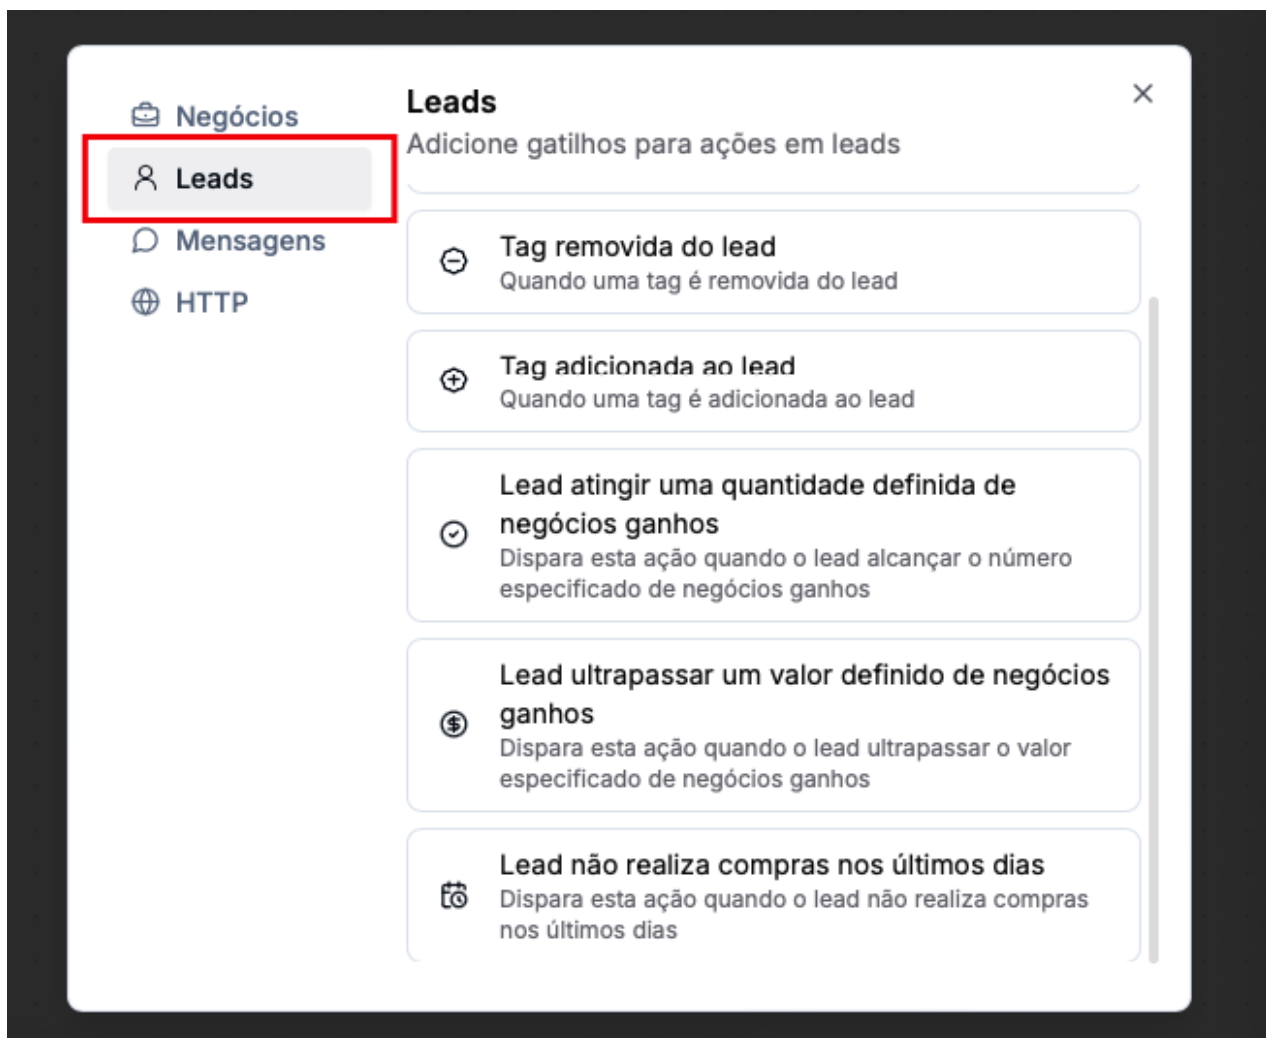 Negócios
Leads
Mensagens
HTTP
Leads
Adicione gatilhos para ações em leads
Tag removida do lead
Quando uma tag é removida do lead
Tag adicionada ao lead
Quando uma tag é adicionada ao lead
Lead atingir uma quantidade definida de
negócios ganhos
Dispara esta ação quando o lead alcançar o número
especificado de negócios ganhos
Lead ultrapassar um valor definido de negócios
ganhos
Dispara esta ação quando o lead ultrapassar o valor
especificado de negócios ganhos
Lead não realiza compras nos últimos dias
Dispara esta ação quando o lead não realiza compras
nos últimos dias